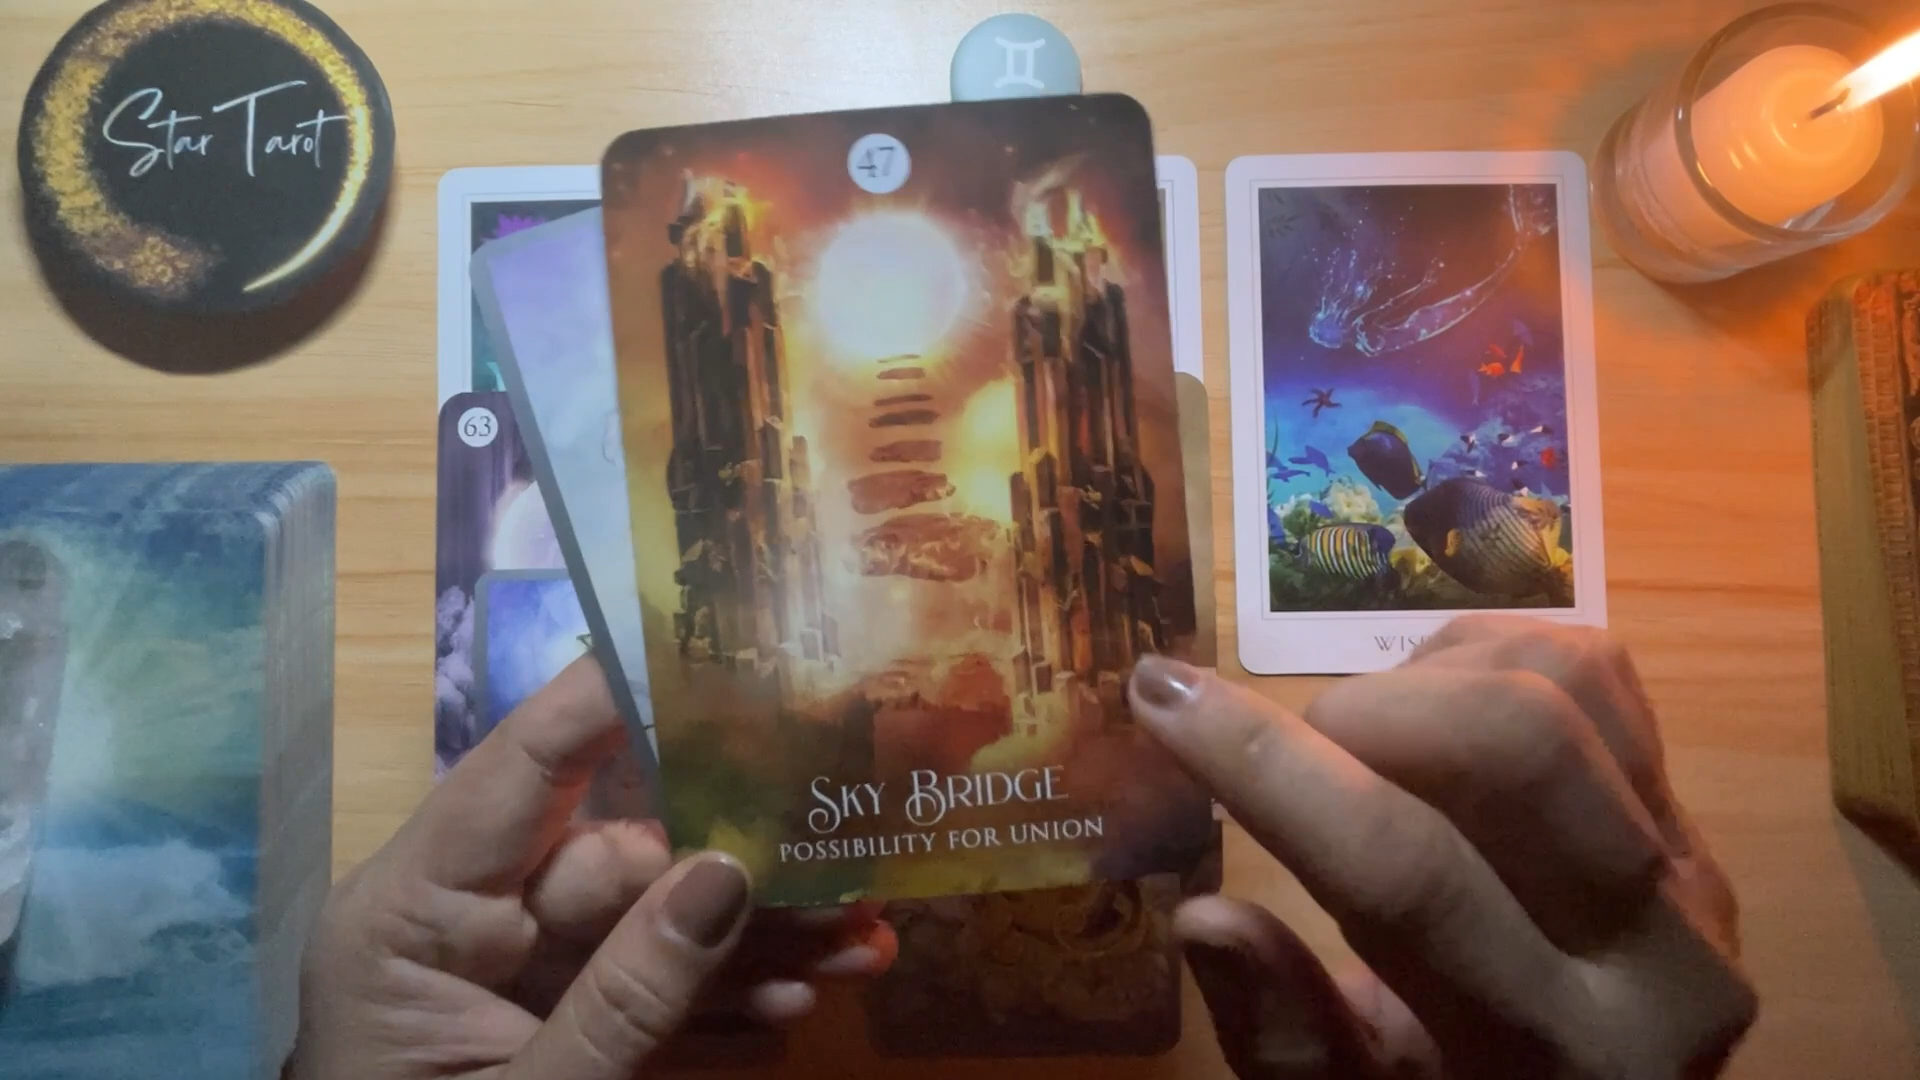 Star Tarot
47
63
SKY BRIDGE
POSSIBILITY FOR UNION